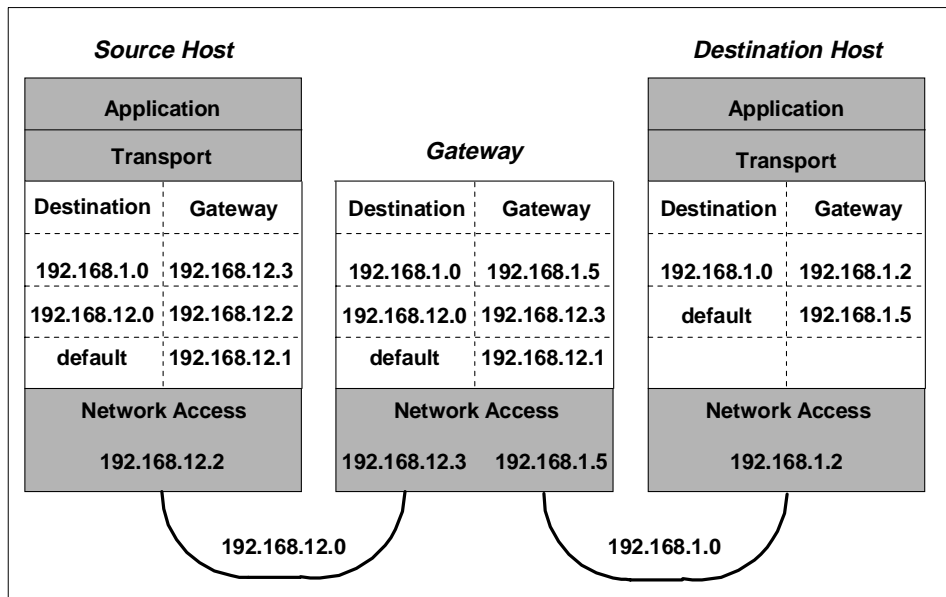 Source Host
Destination Host
Gateway
Application
Transport
Destination Gateway
192.168.1.0 192.168.12.3
192.168.12.0 192.168.12.2
default 192.168.12.1
Network Access
192.168.12.2
Destination Gateway
192.168.1.0 192.168.1.5
192.168.12.0 192.168.12.3
default 192.168.12.1
Network Access
192.168.12.3 192.168.1.5
Application
Transport
Destination Gateway
192.168.1.0 192.168.1.2
default 192.168.1.5
Network Access
192.168.1.2
192.168.12.0
192.168.1.0